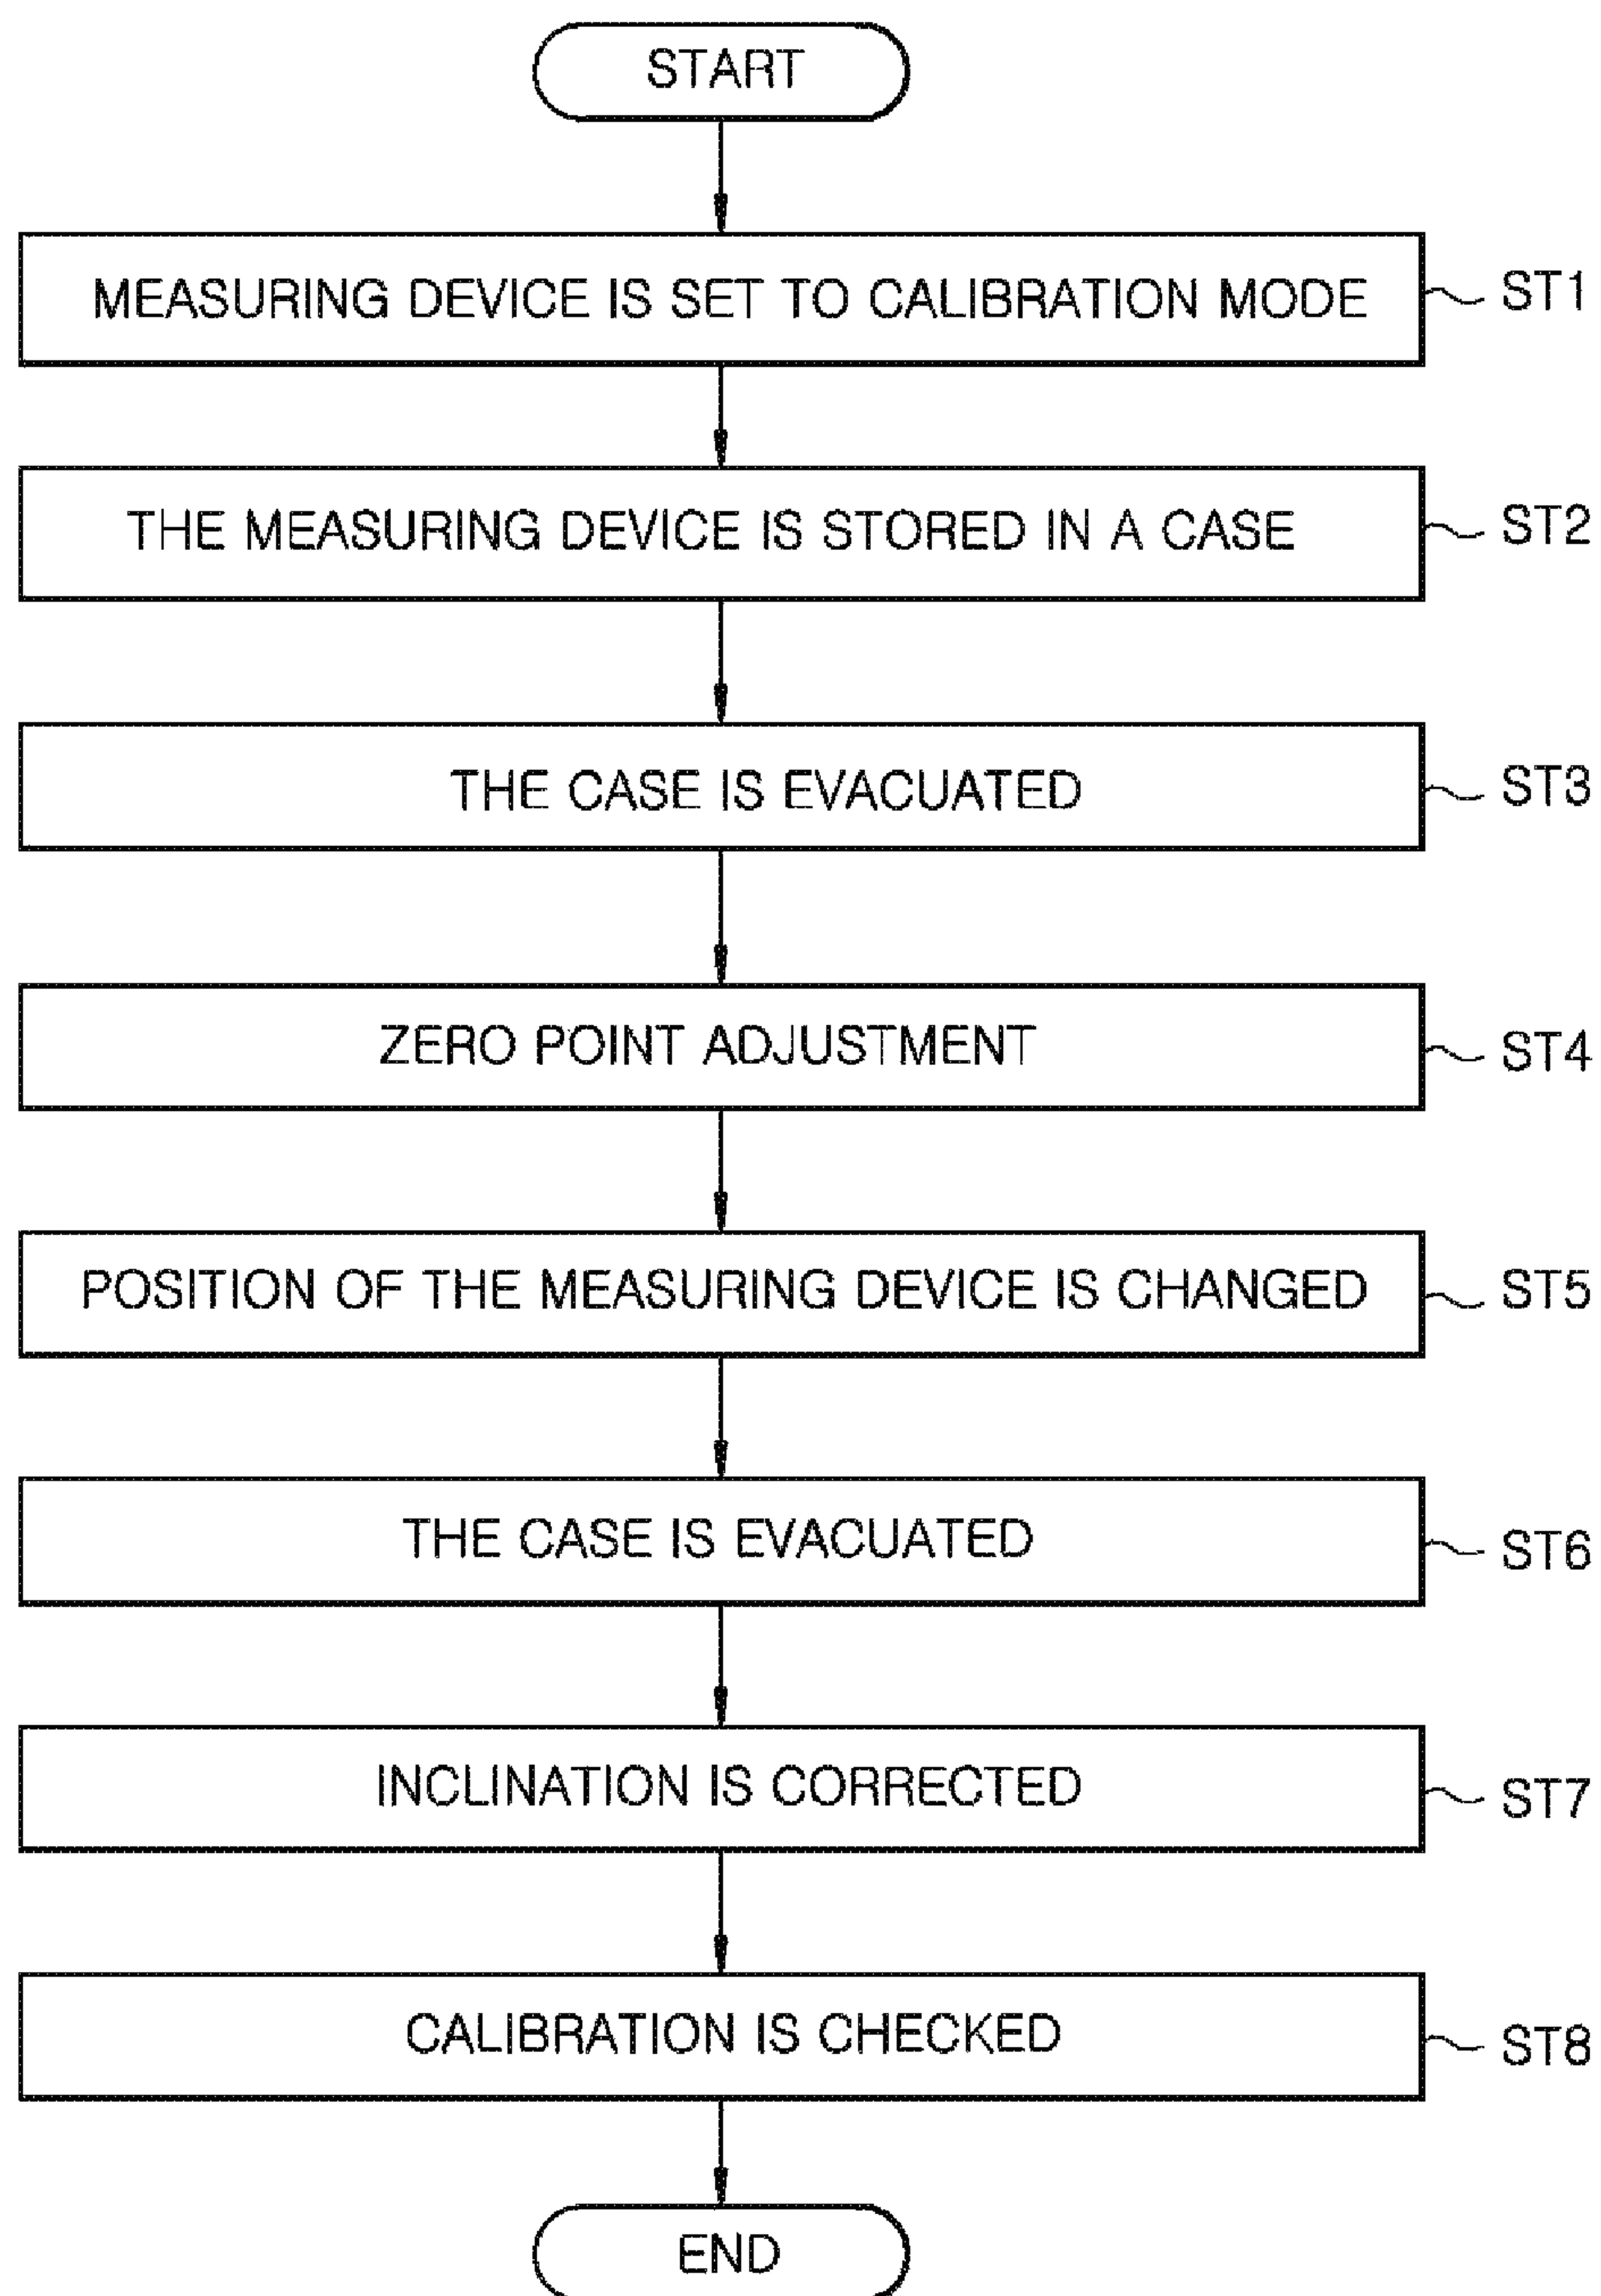 START
MEASURING DEVICE IS SET TO CALIBRATION MODE
ST1
THE MEASURING DEVICE IS STORED IN A CASE
ST2
THE CASE IS EVACUATED
ST3
ZERO POINT ADJUSTMENT
ST4
POSITION OF THE MEASURING DEVICE IS CHANGED
ST5
THE CASE IS EVACUATED
ST6
INCLINATION IS CORRECTED
ST7
CALIBRATION IS CHECKED
ST8
END